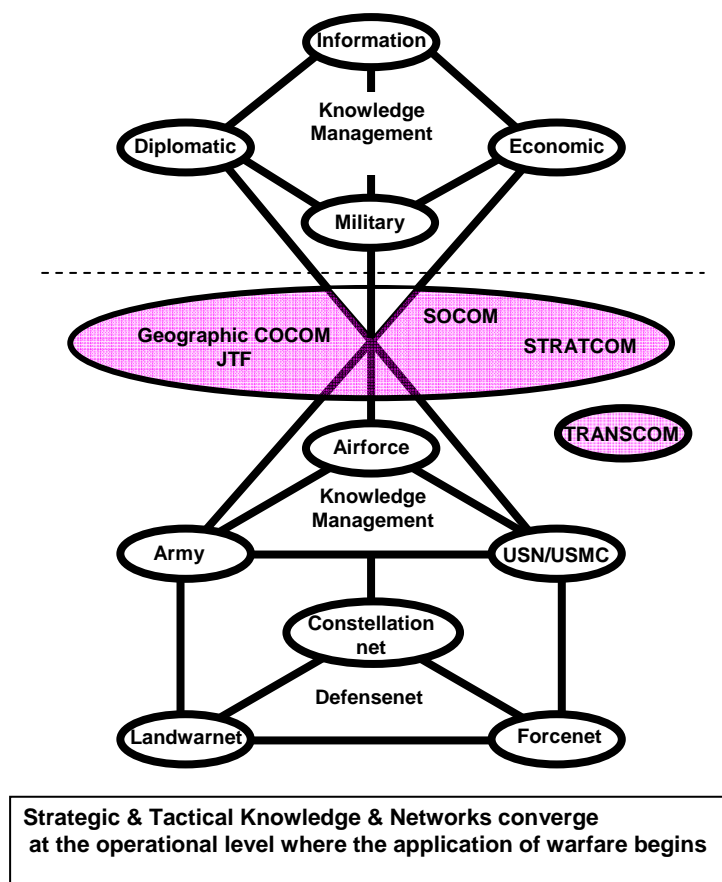 Information
Knowledge
Management
Diplomatic
Economic
Military
SOCOM
Geographic COCOM
JTF
STRATCOM
TRANSCOM
Airforce
Knowledge
Management
Army
USN/USMC
Constellation
net
Defensenet
Landwarnet
Forcenet
Strategic & Tactical Knowledge & Networks converge
at the operational level where the application of warfare begins